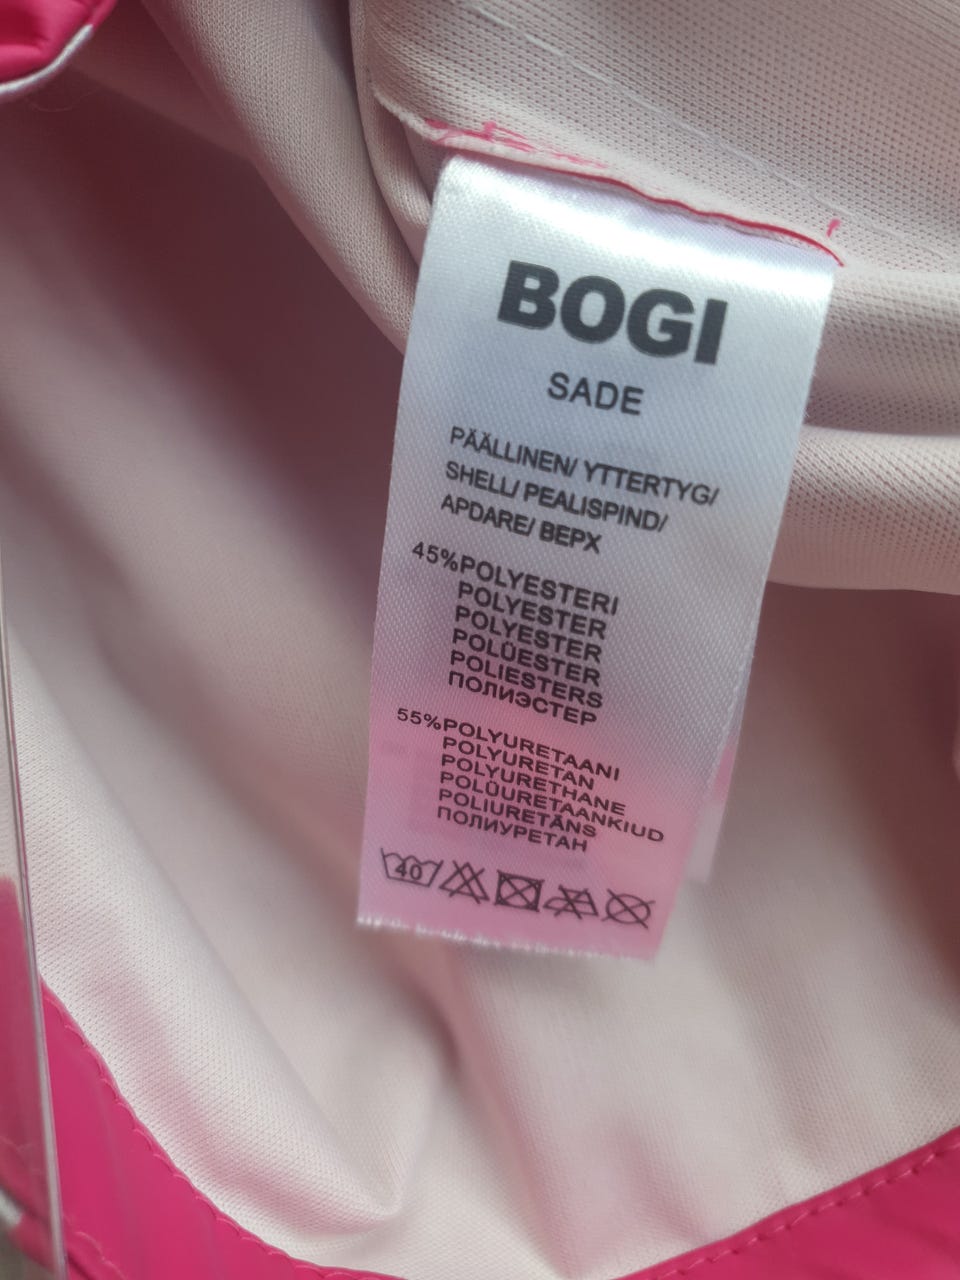 BOGI
SADE
PÄÄLLINEN/ YTTERTYG/
SHELL/ PEALISPIND/
APDARE/ ВЕРХ
45%POLYESTERI
POLYESTER
POLYESTER
POLÜESTER
POLIESTERS
ПОЛИЭСТЕР
55%POLYURETAANI
POLYURETAN
POLYURETHANE
POLÜURETAANKIUD
POLIURETĀNS
ПОЛИУРЕТАН
40